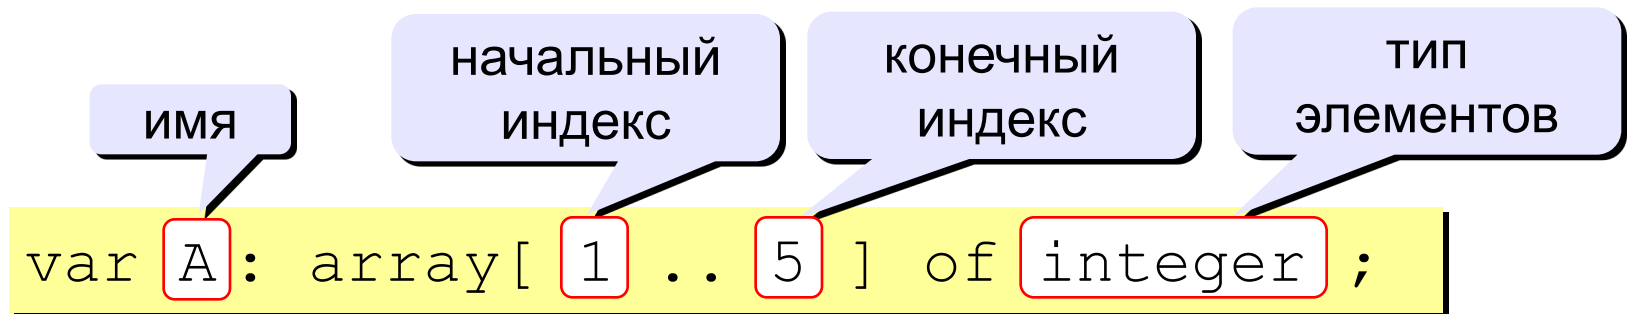 имя
начальный
индекс
конечный
индекс
тип
элементов
var A: array[ 1 .. 5 ] of integer ;